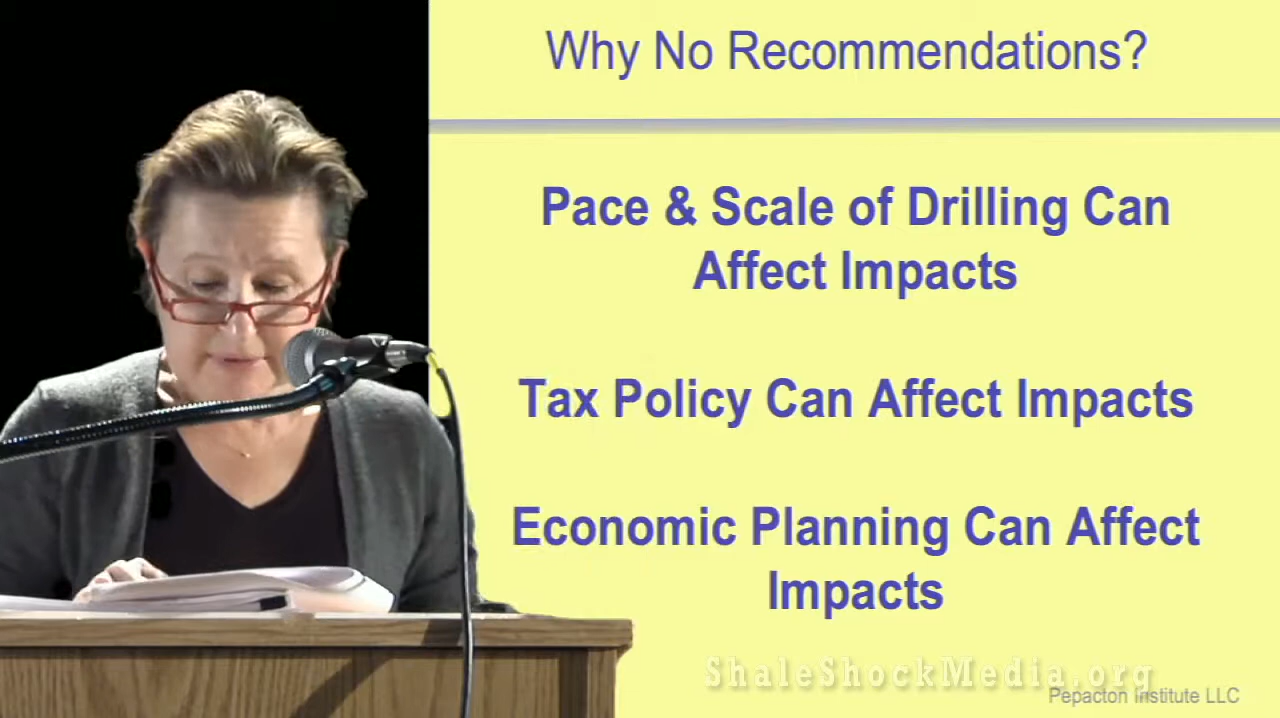 Why No Recommendations?
Pace & Scale of Drilling Can
Affect Impacts
Tax Policy Can Affect Impacts
Economic Planning Can Affect
Impacts
ShaleShockMedia.org
Pepacton Institute LLC